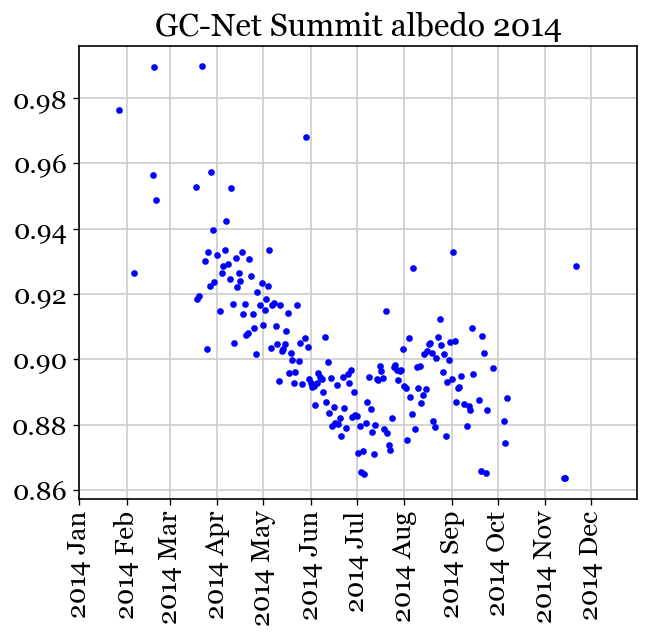 GC-Net Summit albedo 2014
0.98
0.96
0.94
0.92
0.90
0.88
0.86
2014 Jan
2014 Feb
2014 Mar
2014 Apr
2014 May
2014 Jun
2014 Jul
2014 Aug
2014 Sep
2014 Oct
2014 Nov
2014 Dec